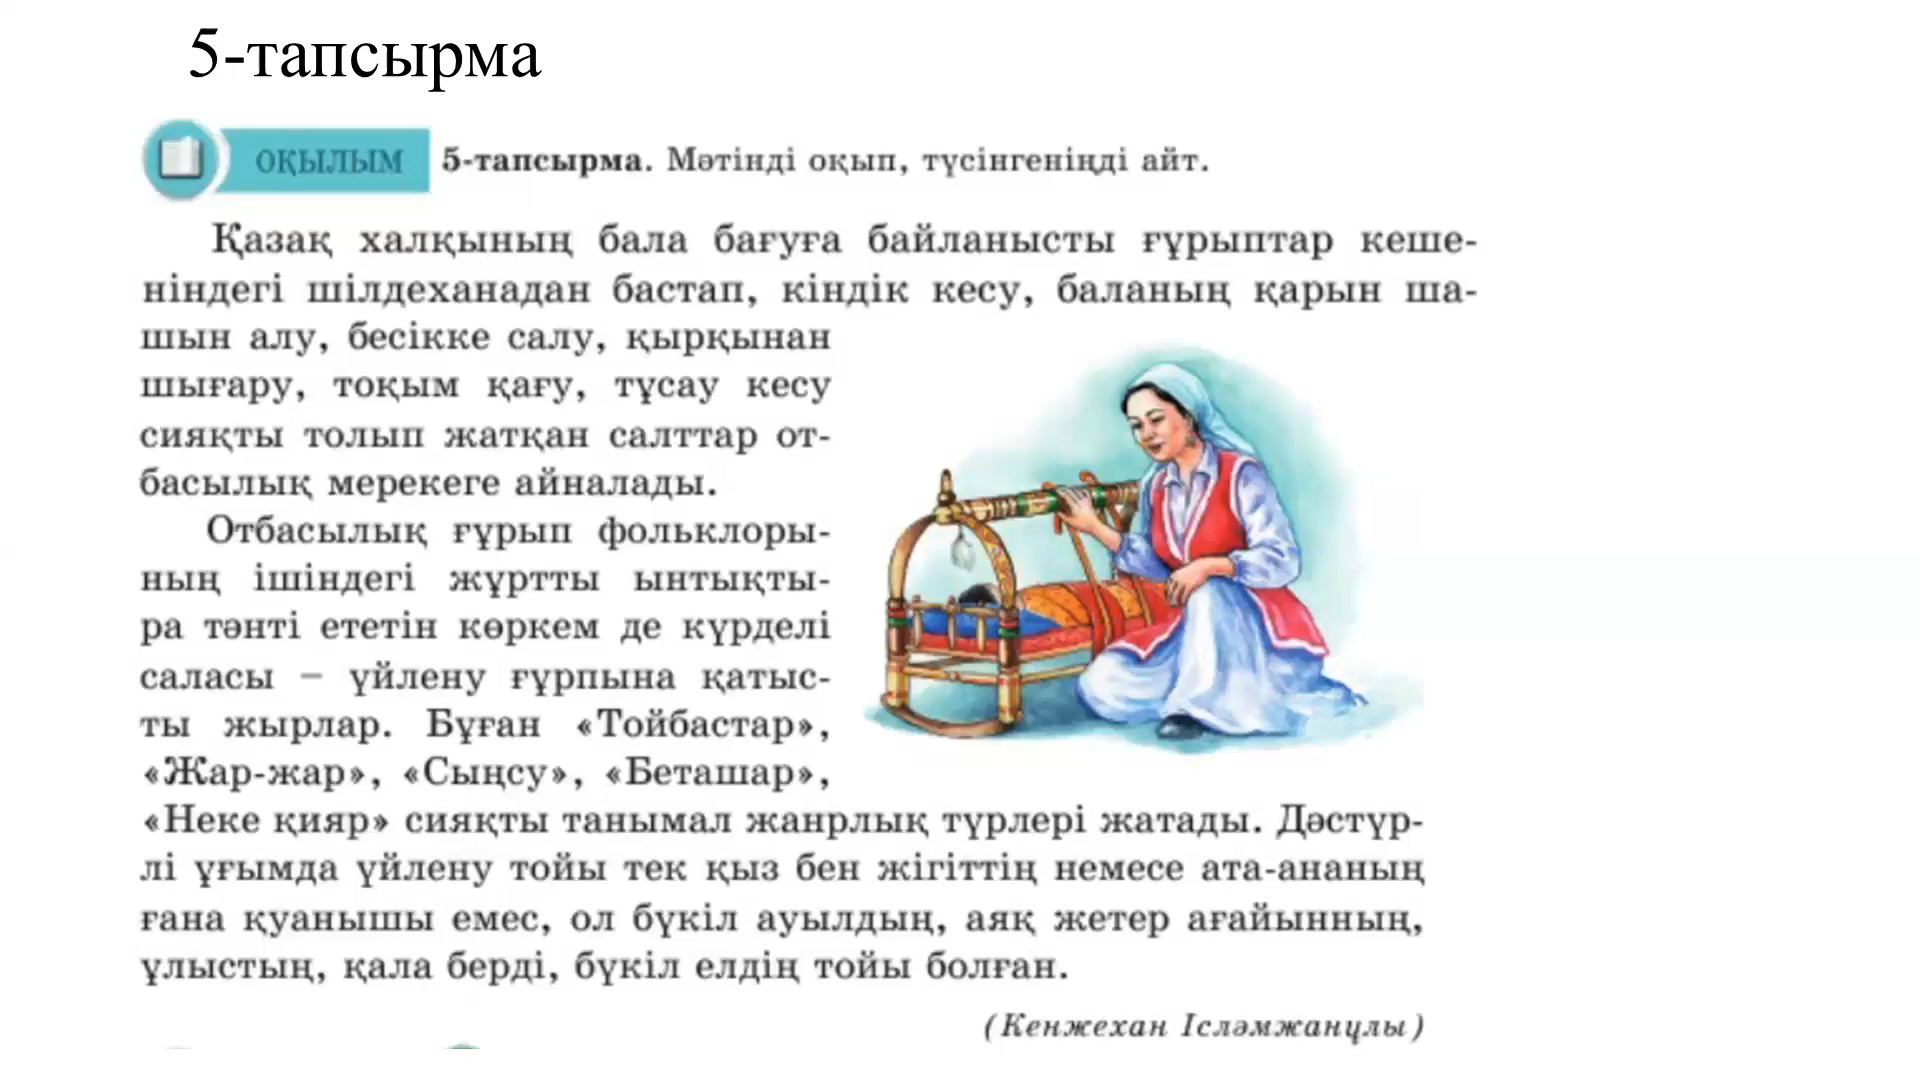 5-тапсырма
ОҚЫЛЫМ 5-тапсырма. Мәтінді оқып, түсінгеніңді айт.
Қазақ халқының бала бағуға байланысты ғұрыптар кеше-
ніндегі шілдеханадан бастап, кіндік кесу, баланың қарын ша-
шын алу, бесікке салу, қырқынан
шығару, тоқым қағу, тұсау кесу
сияқты толып жатқан салттар от-
басылық мерекеге айналады.
Отбасылық ғұрып фольклоры-
ның ішіндегі жұртты ынтықты-
ра тәнті ететін көркем де күрделі
саласы – үйлену ғұрпына қатыс-
ты жырлар. Бұған «Тойбастар»,
«Жар-жар», «Сыңсу», «Беташар»,
«Неке қияр» сияқты танымал жанрлық түрлері жатады. Дәстүр-
лі ұғымда үйлену тойы тек қыз бен жігіттің немесе ата-ананың
ғана қуанышы емес, ол бүкіл ауылдың, аяқ жетер ағайынның,
ұлыстың, қала берді, бүкіл елдің тойы болған.
(Кенжехан Ісләмжанұлы)